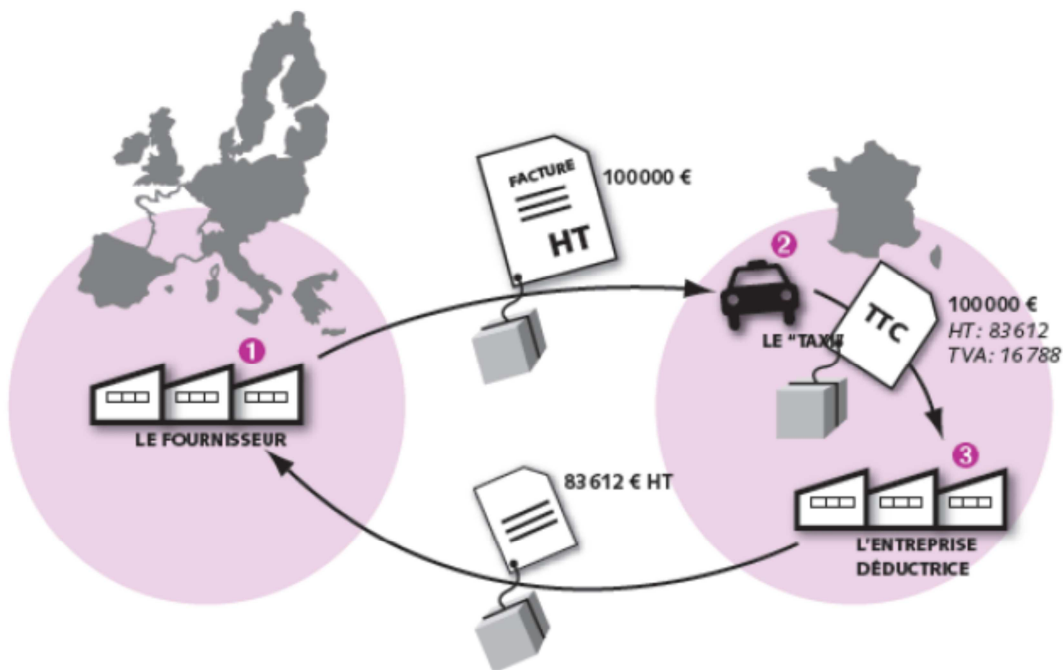 FACTURE
HT
100000 €
1
LE FOURNISSEUR
2
LE "TAXI"
TTC
100000 €
HT: 83612
TVA: 16788
3
L'ENTREPRISE
DÉDUCTRICE
83612 € HT